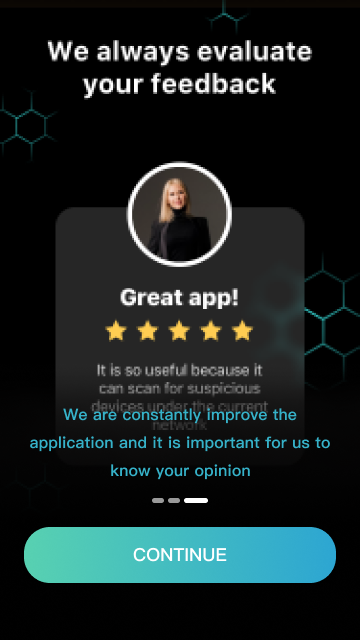 We always evaluate
your feedback
Great app!
It is so useful because it
can scan for suspicious
devices under the current
network
We are constantly improve the
application and it is important for us to
know your opinion
CONTINUE